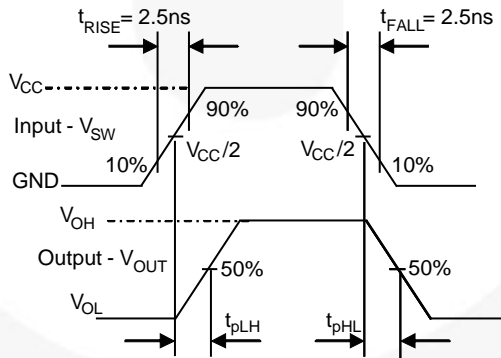 tRISE= 2.5ns
tFALL= 2.5ns
VCC
90%
90%
Input - VSW
VCC/2
VCC/2
10%
10%
GND
VOH
Output - VOUT
50%
50%
VOL
tpLH
tpHL